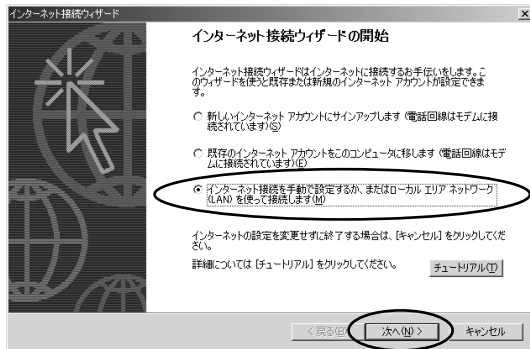 インターネット接続ウィザード
インターネット接続ウィザードの開始
インターネット接続ウィザードはインターネットに接続するお手伝いをします。こ
のウィザードを使うと既存または新規のインターネット アカウントが設定できま
す。
新しいインターネット アカウントにサインアップします (電話回線はモデムに接
続されています)(S)
既存のインターネット アカウントをこのコンピュータに移します (電話回線はモデ
ムに接続されています)(E)
インターネット接続を手動で設定するか、またはローカル エリア ネットワーク
(LAN) を使って接続します(M)
インターネットの設定を変更せずに終了する場合は、[キャンセル] をクリックしてくだ
さい。
詳細については [チュートリアル] をクリックしてください。
チュートリアル(T)
< 戻る(B)
次へ(N) >
キャンセル